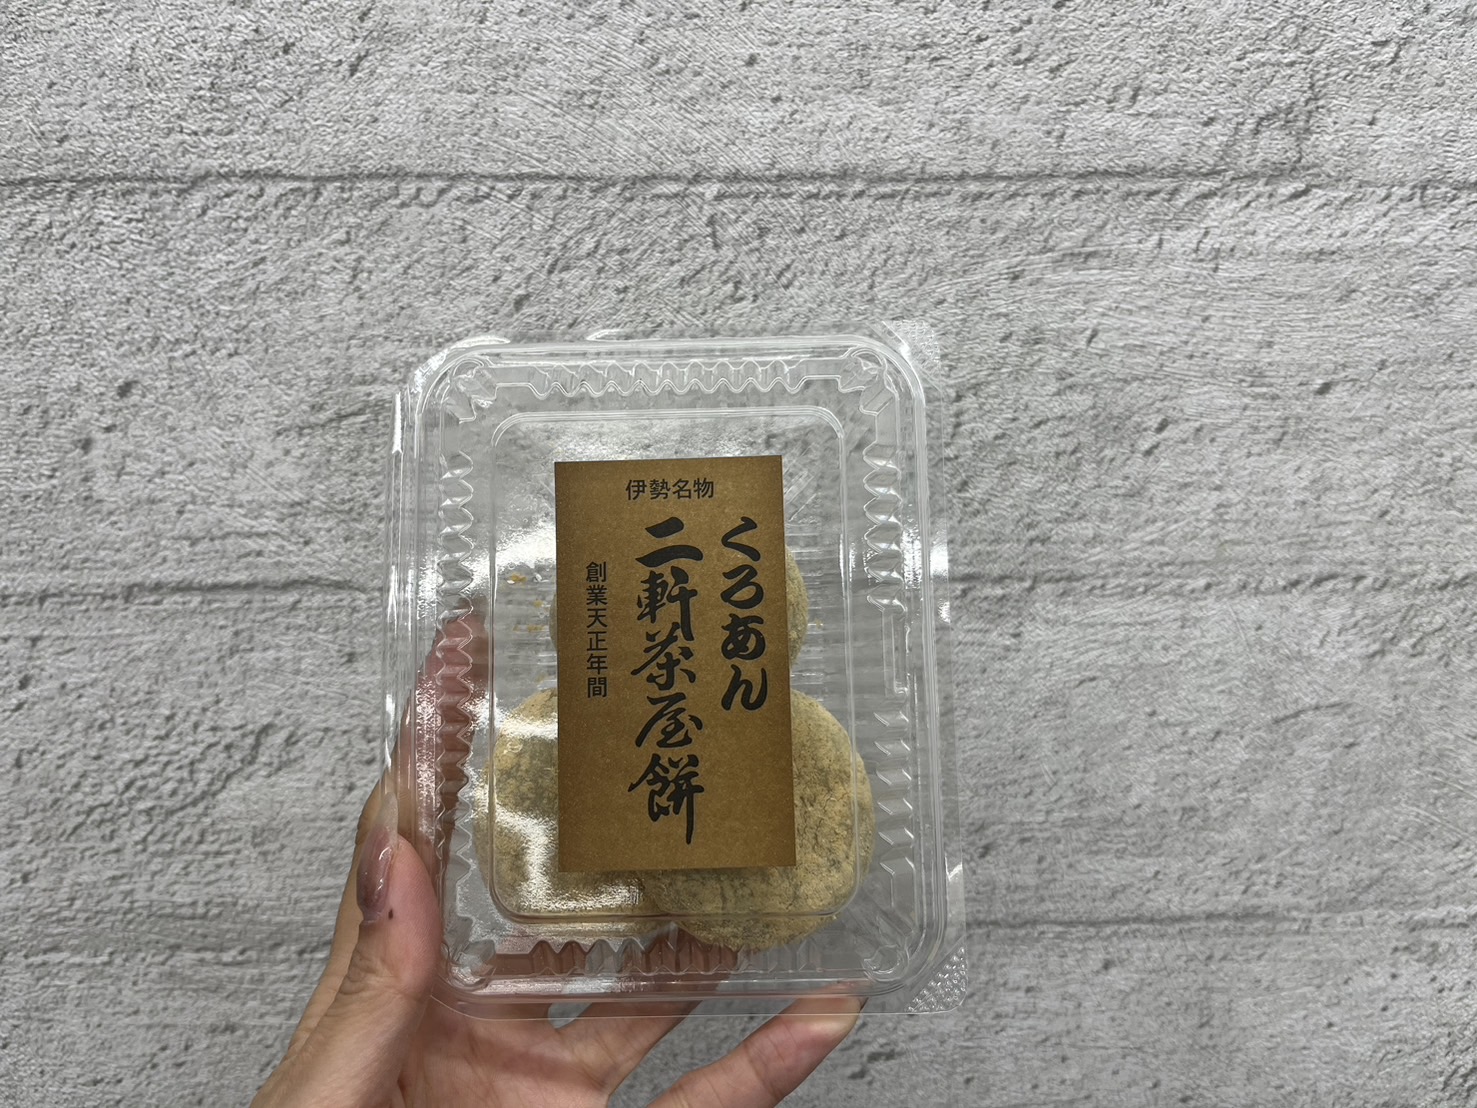 伊勢名物
くろあん
二軒茶屋餅
創業天正年間